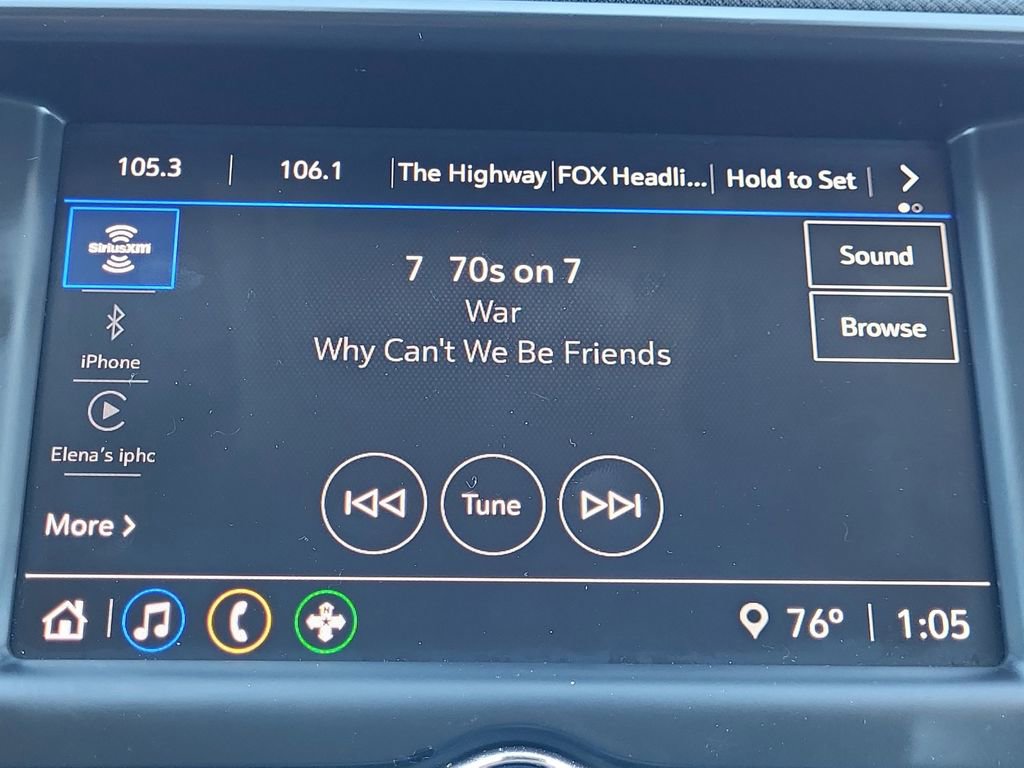 105.3 | 106.1 | The Highway | FOX Headli... | Hold to Set | >
SiriusXM
7 70s on 7
War
Why Can't We Be Friends
Sound
Browse
iPhone
Elena's iphc
More >
Tune
N
76° | 1:05